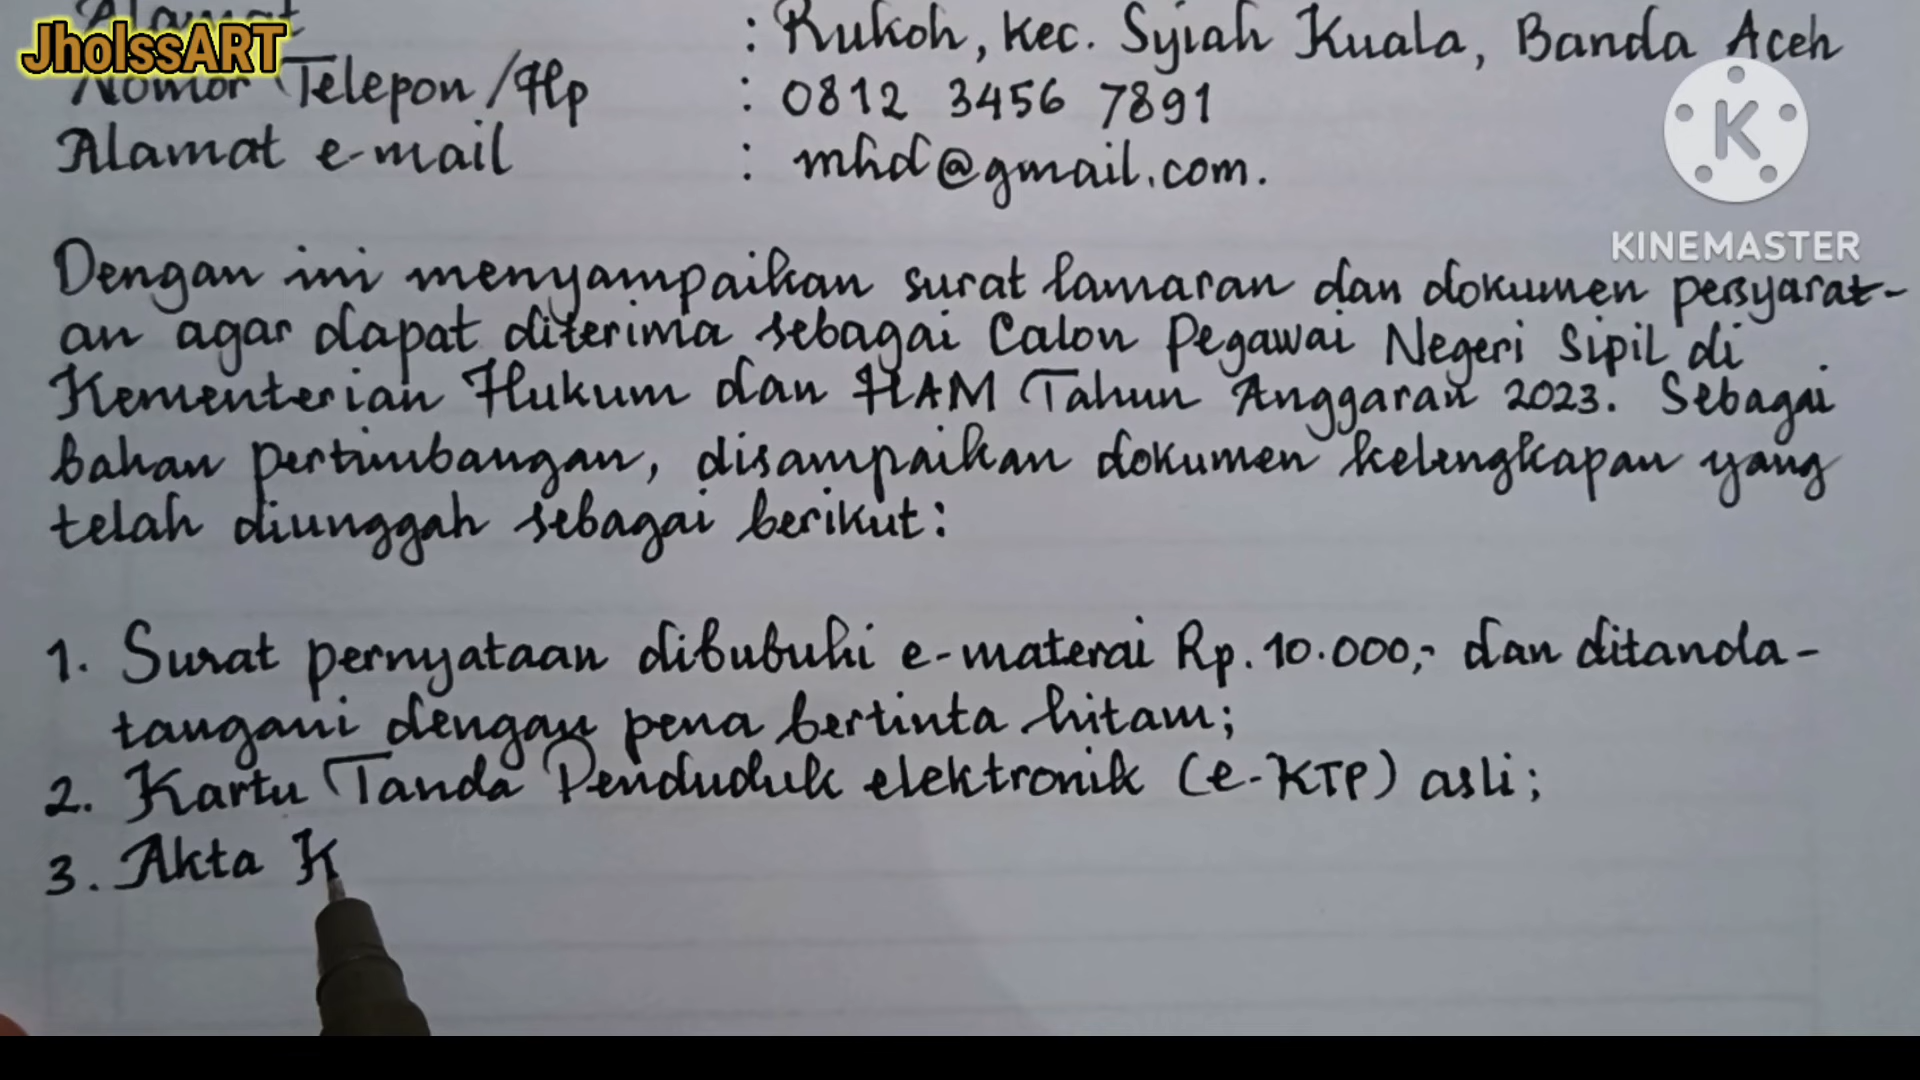 Alamat : Rukoh, Kec. Syiah Kuala, Banda Aceh
JholssART
Nomor Telepon/Hp : 0812 3456 7891
Alamat e-mail : mhd@gmail.com.
KINEMASTER
Dengan ini menyampaikan surat lamaran dan dokumen persyarat-
an agar dapat diterima sebagai Calon Pegawai Negeri Sipil di
Kementerian Hukum dan HAM Tahun Anggaran 2023. Sebagai
bahan pertimbangan, disampaikan dokumen kelengkapan yang
telah diunggah sebagai berikut:
1. Surat pernyataan dibubuhi e-materai Rp. 10.000,- dan ditanda-
tangani dengan pena bertinta hitam;
2. Kartu Tanda Penduduk elektronik (e-KTP) asli;
3. Akta K